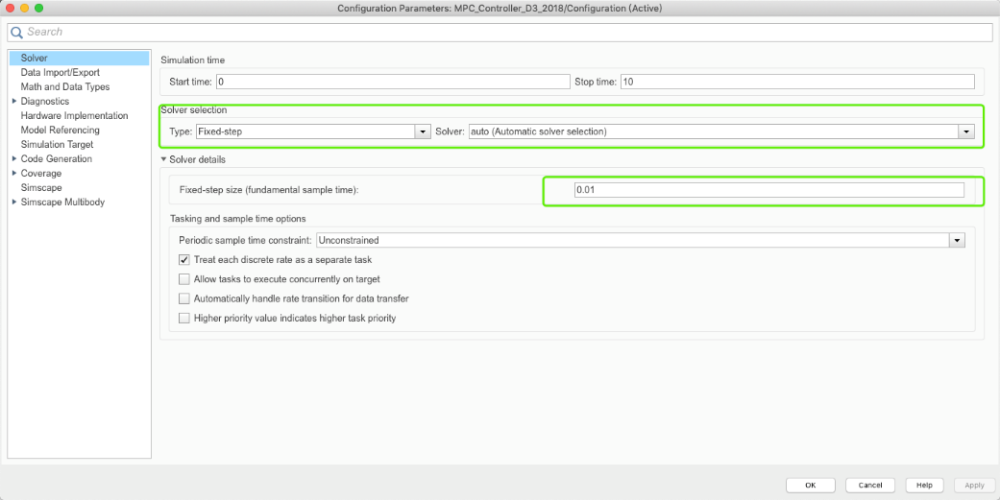 Configuration Parameters: MPC_Controller_D3_2018/Configuration (Active)
Search
Solver
Data Import/Export
Math and Data Types
Diagnostics
Hardware Implementation
Model Referencing
Simulation Target
Code Generation
Coverage
Simscape
Simscape Multibody
Simulation time
Start time: 0 Stop time: 10
Solver selection
Type: Fixed-step Solver: auto (Automatic solver selection)
Solver details
Fixed-step size (fundamental sample time): 0.01
Tasking and sample time options
Periodic sample time constraint: Unconstrained
Treat each discrete rate as a separate task
Allow tasks to execute concurrently on target
Automatically handle rate transition for data transfer
Higher priority value indicates higher task priority
OK Cancel Help Apply